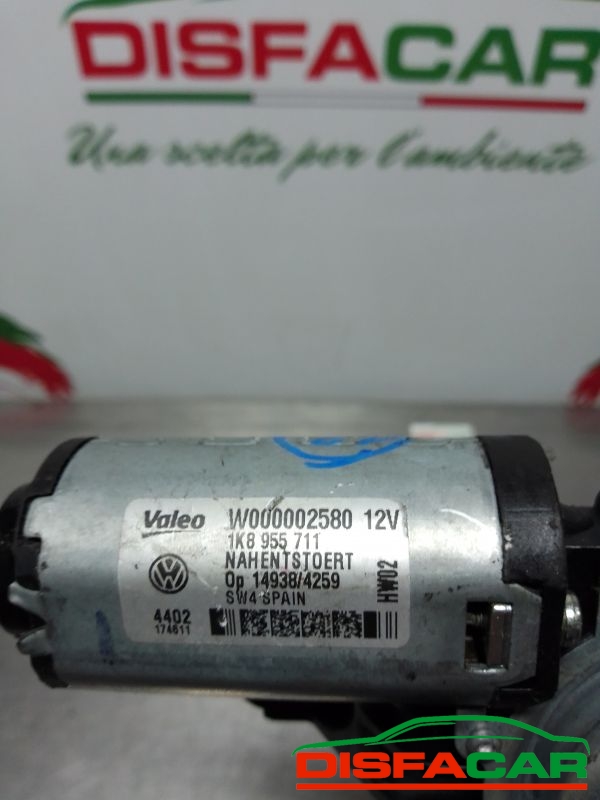 DISFACAR
Una scelta per l'ambiente
Valeo W000002580 12V
1K8 955 711
NAHENTSTOERT
Op 14938/4259
SW4 SPAIN
HW02
4402
174611
DISFACAR